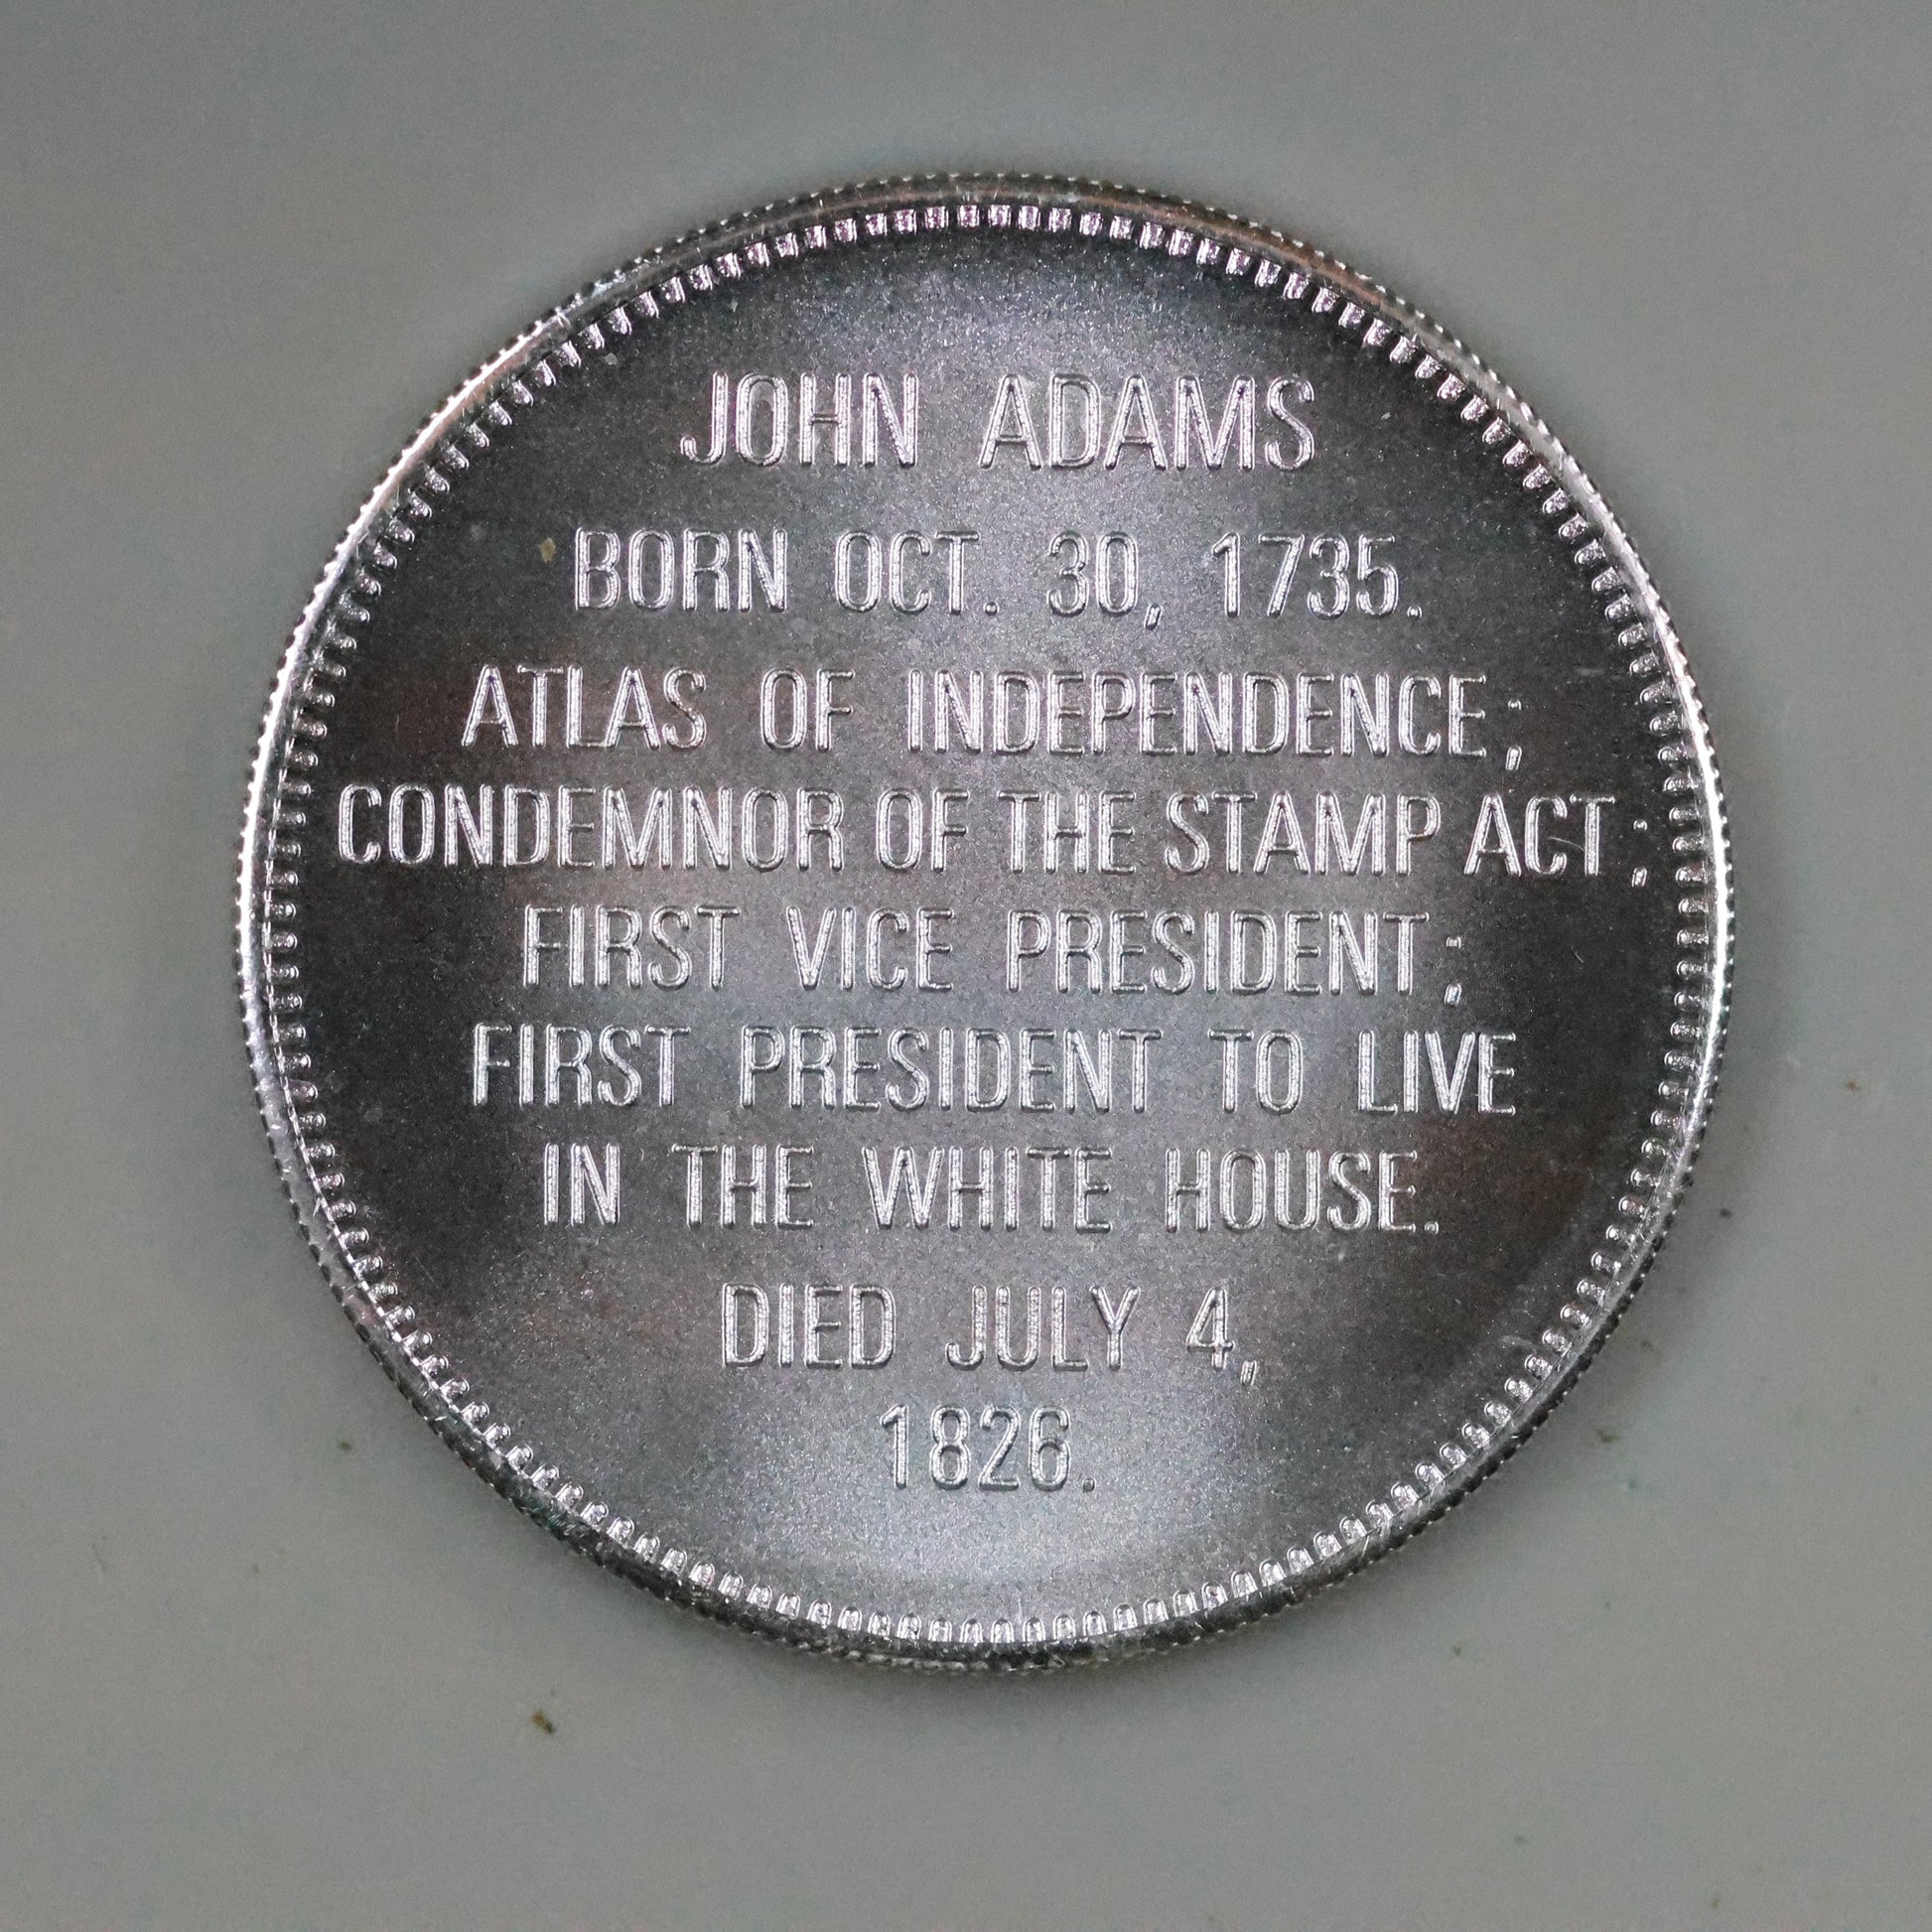 JOHN ADAMS
BORN OCT. 30, 1735.
ATLAS OF INDEPENDENCE;
CONDEMNOR OF THE STAMP ACT;
FIRST VICE PRESIDENT;
FIRST PRESIDENT TO LIVE
IN THE WHITE HOUSE.
DIED JULY 4,
1826.